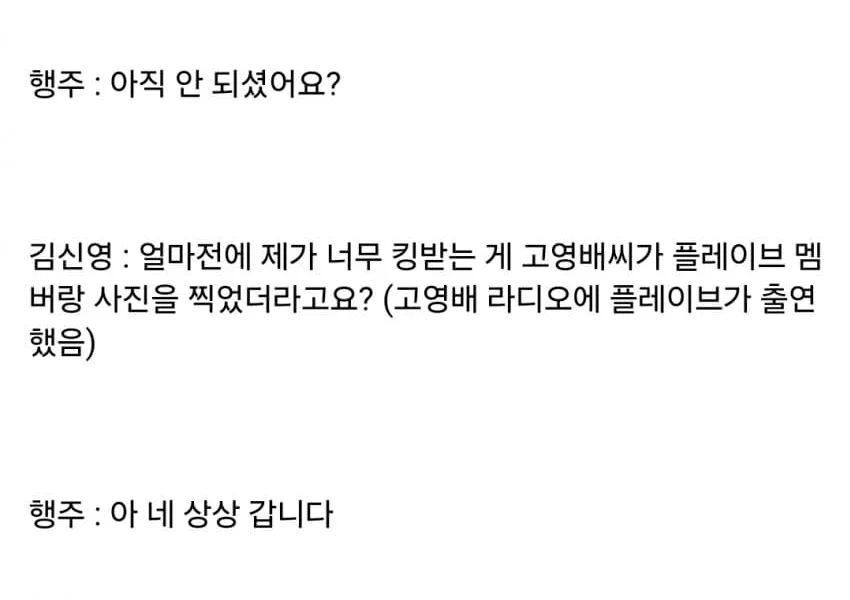 행주 : 아직 안 되셨어요?
김신영 : 얼마전에 제가 너무 킹받는 게 고영배씨가 플레이브 멤
버랑 사진을 찍었더라고요? (고영배 라디오에 플레이브가 출연
했음)
행주 : 아 네 상상 갑니다